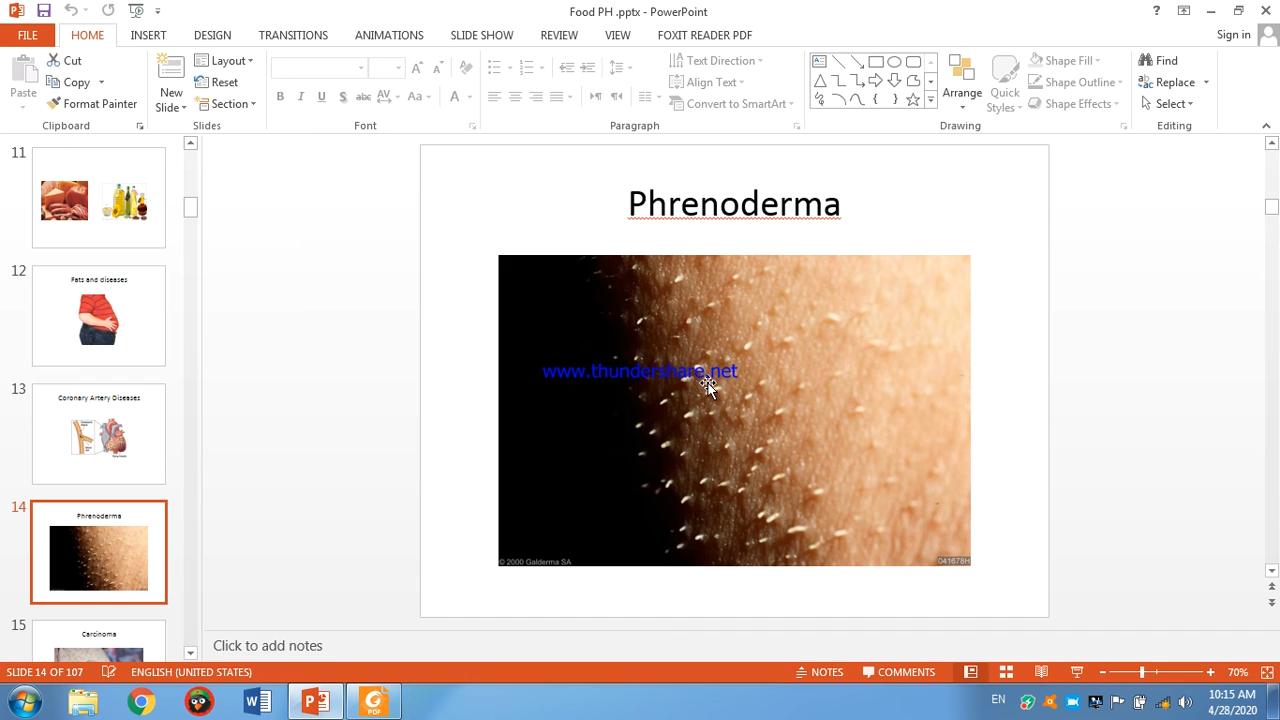 Food PH .pptx - PowerPoint
?
Sign in
FILE HOME INSERT DESIGN TRANSITIONS ANIMATIONS SLIDE SHOW REVIEW VIEW FOXIT READER PDF
Paste
Cut
Copy
Format Painter
Clipboard
New
Slide
Layout
Reset
Section
Slides
B I U S abc AV Aa A
Font
Text Direction
Align Text
Convert to SmartArt
Paragraph
Arrange
Quick
Styles
Shape Fill
Shape Outline
Shape Effects
Drawing
Find
Replace
Select
Editing
11
12
Fats and diseases
13
Coronary Artery Diseases
14
Phrenoderma
15
Carcinoma
Phrenoderma
www.thundershare.net
© 2000 Galderma SA
041678H
Click to add notes
SLIDE 14 OF 107
ENGLISH (UNITED STATES)
NOTES
COMMENTS
70%
EN
10:15 AM
4/28/2020